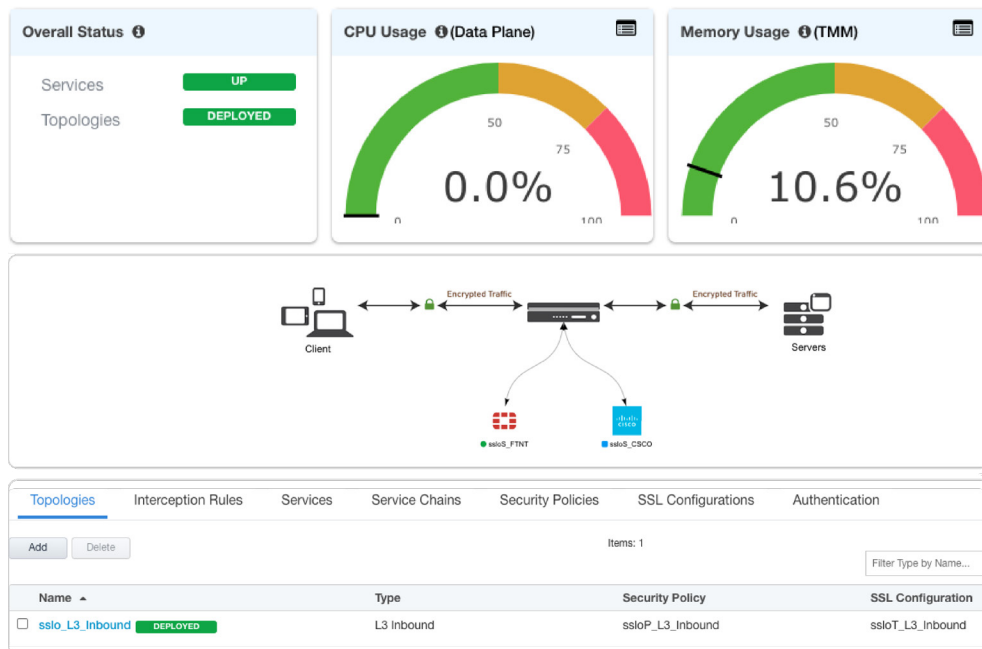 Overall Status
Services UP
Topologies DEPLOYED
CPU Usage (Data Plane)
50
75
0.0%
0 100
Memory Usage (TMM)
50
75
10.6%
0 100
Encrypted Traffic Encrypted Traffic
Client Servers
CISCO
ssloS_FTNT ssloS_CSCO
Topologies Interception Rules Services Service Chains Security Policies SSL Configurations Authentication
Add Delete Items: 1
Filter Type by Name...
Name Type Security Policy SSL Configuration
sslo_L3_Inbound DEPLOYED L3 Inbound ssloP_L3_Inbound ssloT_L3_Inbound